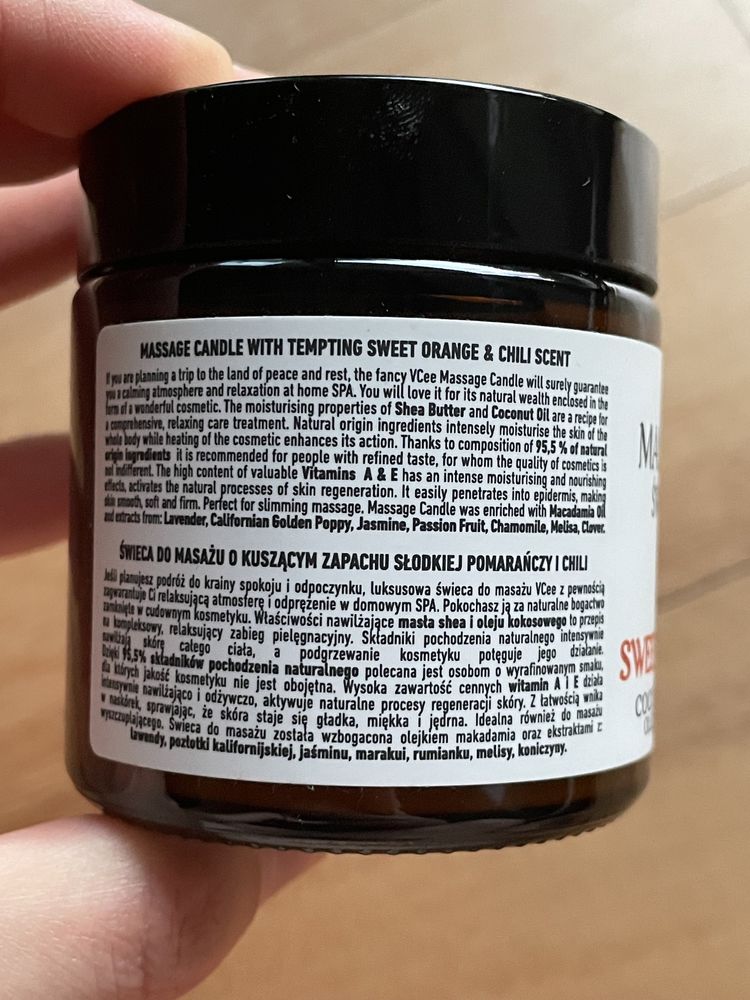 MASSAGE CANDLE WITH TEMPTING SWEET ORANGE & CHILI SCENT
If you are planning a trip to the land of peace and rest, the fancy VCee Massage Candle will surely guarantee
you a calming atmosphere and relaxation at home SPA. You will love it for its natural wealth enclosed in the
form of a wonderful cosmetic. The moisturising properties of Shea Butter and Coconut Oil are a recipe for
a comprehensive, relaxing care treatment. Natural origin ingredients intensely moisturise the skin of the
whole body while heating of the cosmetic enhances its action. Thanks to composition of 95,5 % of natural
origin ingredients it is recommended for people with refined taste, for whom the quality of cosmetics is
not indifferent. The high content of valuable Vitamins A & E has an intense moisturising and nourishing
effects, activates the natural processes of skin regeneration. It easily penetrates into epidermis, making
skin smooth, soft and firm. Perfect for slimming massage. Massage Candle was enriched with Macadamia Oil
and extracts from: Lavender, Californian Golden Poppy, Jasmine, Passion Fruit, Chamomile, Melisa, Clover.
ŚWIECA DO MASAŻU O KUSZĄCYM ZAPACHU SŁODKIEJ POMARAŃCZY I CHILI
Jeśli planujesz podróż do krainy spokoju i odpoczynku, luksusowa świeca do masażu VCee z pewnością
zagwarantuje Ci relaksującą atmosferę i odprężenie w domowym SPA. Pokochasz ją za naturalne bogactwo
zamknięte w cudownym kosmetyku. Właściwości nawilżające masła shea i oleju kokosowego to przepis
na kompleksowy, relaksujący zabieg pielęgnacyjny. Składniki pochodzenia naturalnego intensywnie
nawilżają skórę całego ciała, a podgrzewanie kosmetyku potęguje jego działanie.
Dzięki 95,5% składników pochodzenia naturalnego polecana jest osobom o wyrafinowanym smaku,
dla których jakość kosmetyku nie jest obojętna. Wysoka zawartość cennych witamin A i E działa
intensywnie nawilżająco i odżywczo, aktywuje naturalne procesy regeneracji skóry. Z łatwością wnika
w naskórek, sprawiając, że skóra staje się gładka, miękka i jędrna. Idealna również do masażu
wyszczuplającego. Świeca do masażu została wzbogacona olejkiem makadamia oraz ekstraktami z:
lawendy, pozłotki kalifornijskiej, jaśminu, marakui, rumianku, melisy, koniczyny.